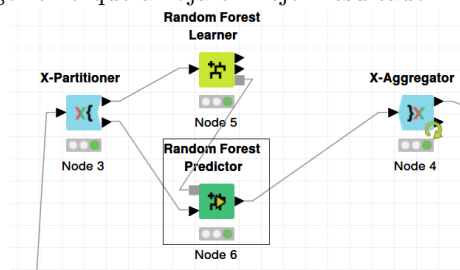 Random Forest
Learner
X-Partitioner
X-Aggregator
X{
}X
Node 5
Node 3
Random Forest
Predictor
Node 4
Node 6